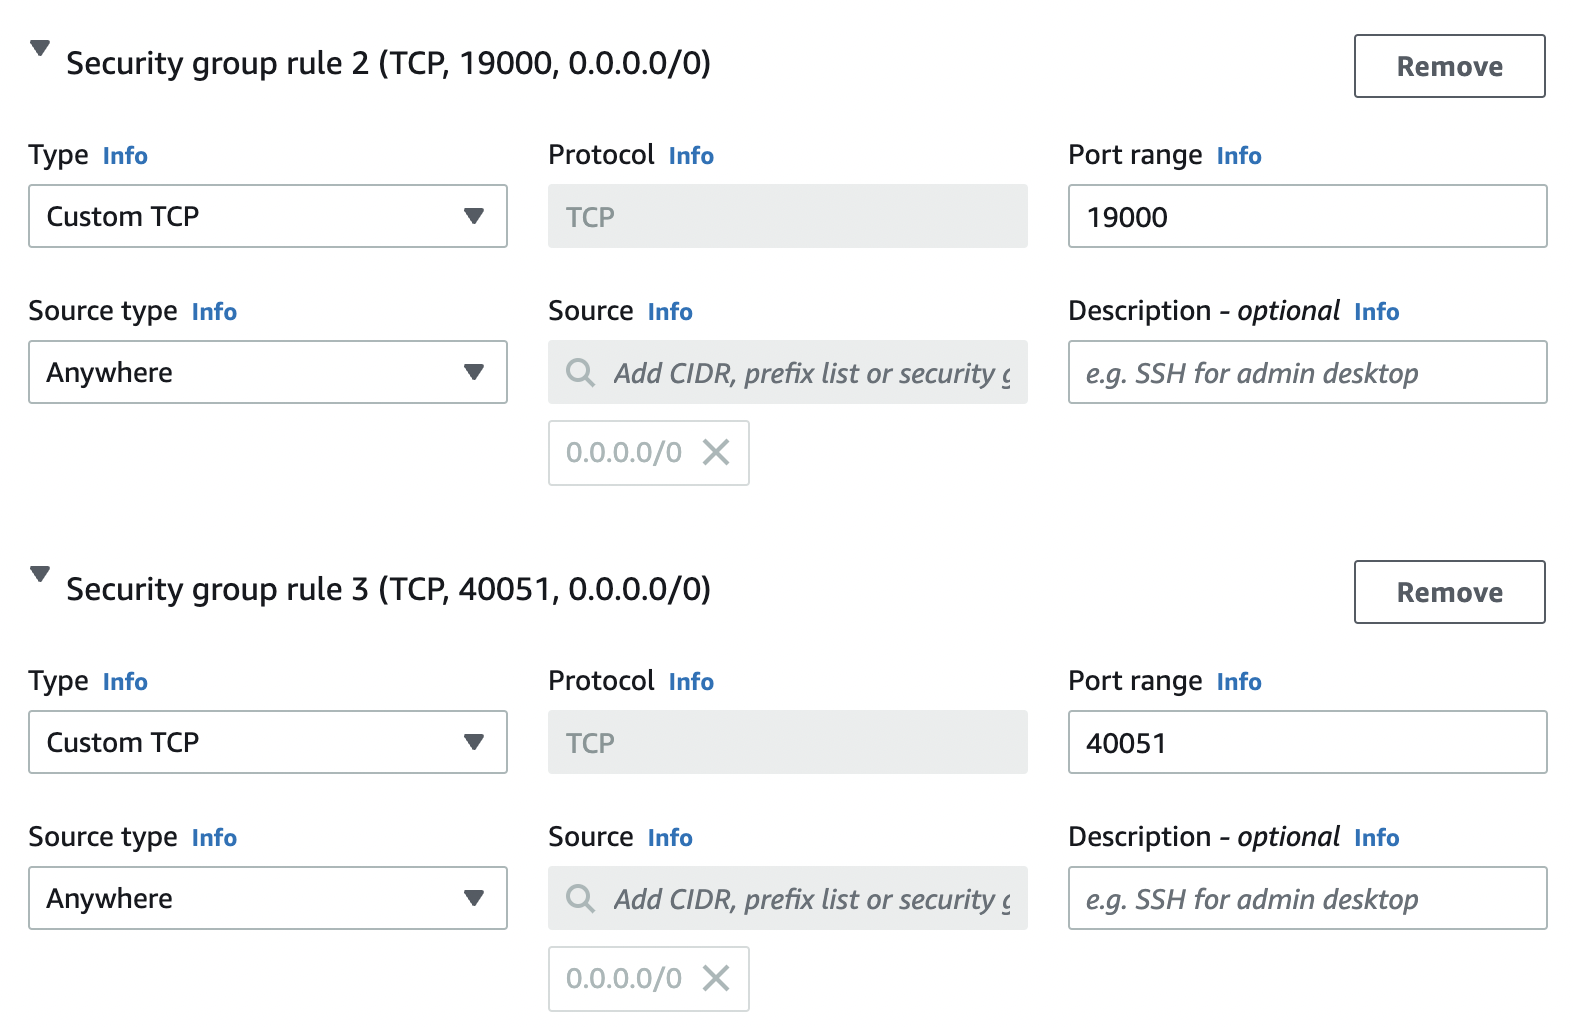 Security group rule 2 (TCP, 19000, 0.0.0.0/0)
Remove
Type Info
Protocol Info
Port range Info
Custom TCP
TCP
19000
Source type Info
Source Info
Description - optional Info
Anywhere
Add CIDR, prefix list or security g
e.g. SSH for admin desktop
0.0.0.0/0
Security group rule 3 (TCP, 40051, 0.0.0.0/0)
Remove
Type Info
Protocol Info
Port range Info
Custom TCP
TCP
40051
Source type Info
Source Info
Description - optional Info
Anywhere
Add CIDR, prefix list or security g
e.g. SSH for admin desktop
0.0.0.0/0